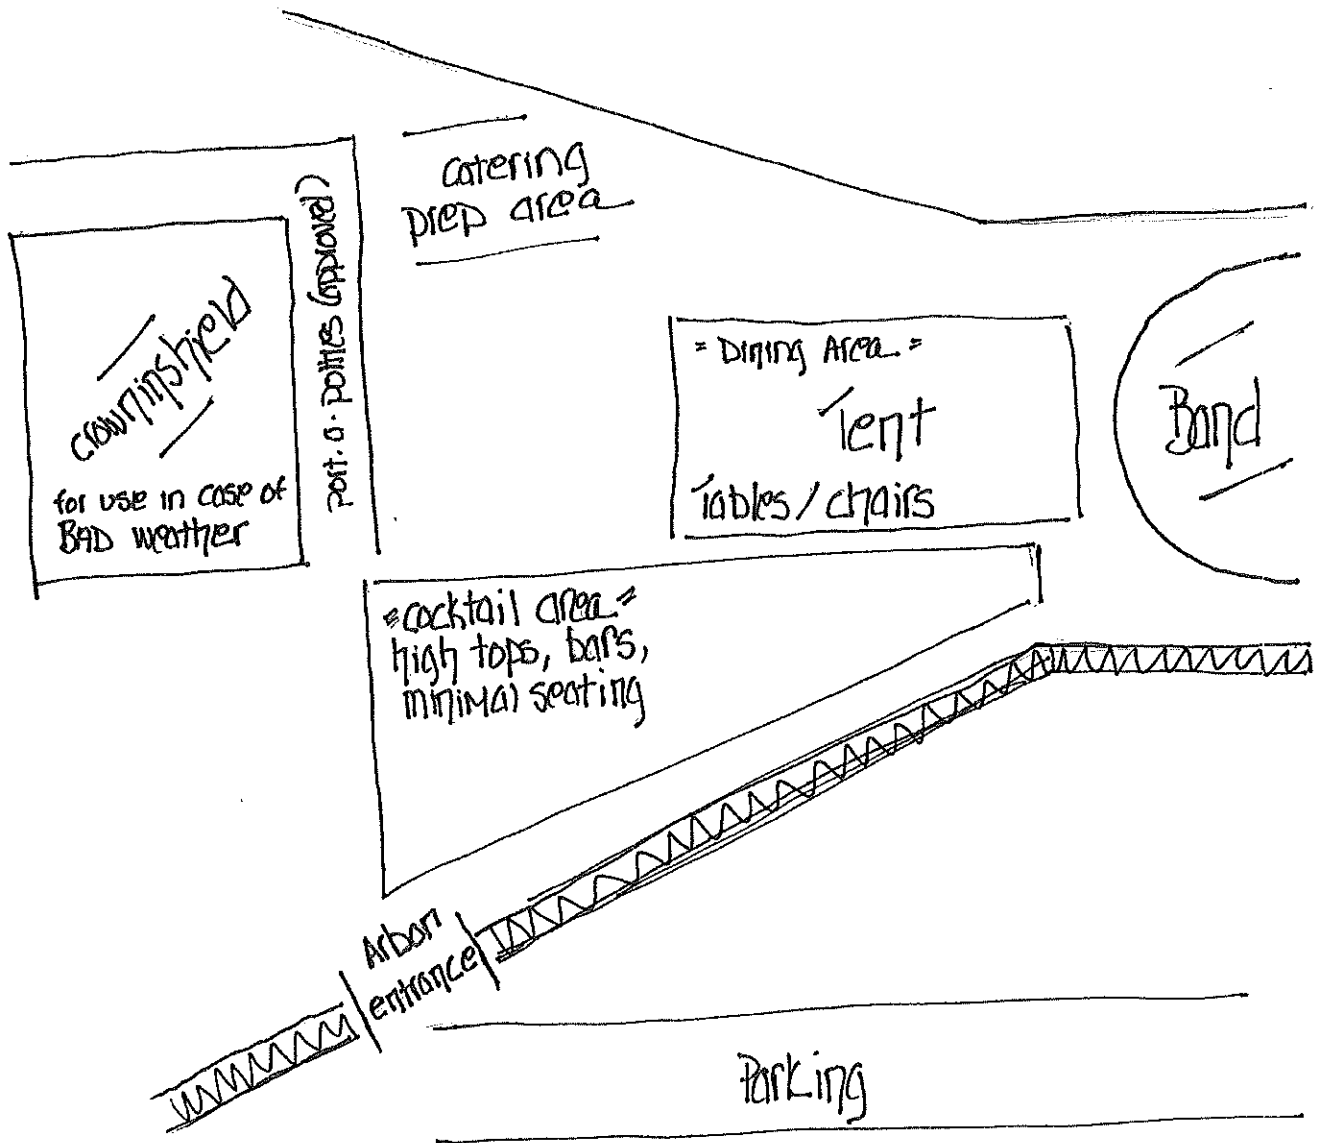 Catering
prep area
port.a.potties (approved)
Crowninshield
for use in case of
BAD weather
= Dining Area =
Tent
Tables/chairs
Band
=cocktail area=
high tops, bars,
minimal seating
Arbor
entrance
Parking